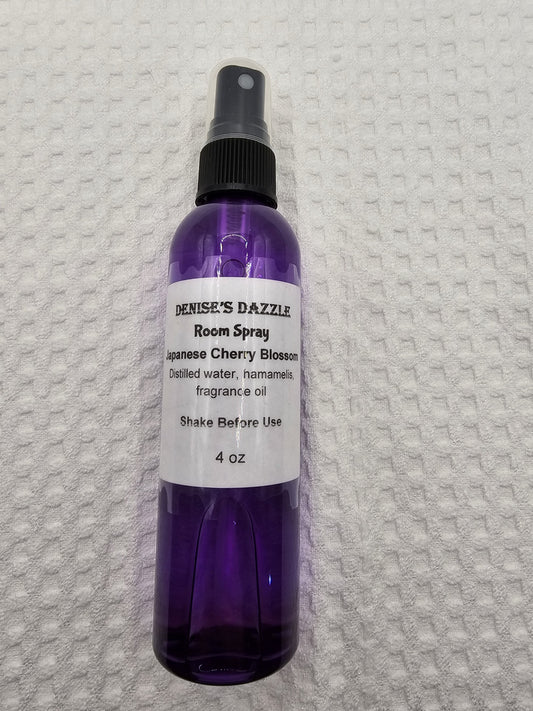 DENISE'S DAZZLE
Room Spray
Japanese Cherry Blossom
Distilled water, hamamelis,
fragrance oil
Shake Before Use
4 oz